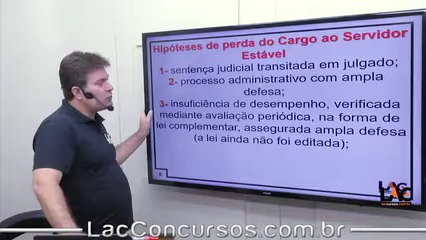 Hipóteses de perda do Cargo ao Servidor
Estável
1- sentença judicial transitada em julgado;
2- processo administrativo com ampla
defesa;
3- insuficiência de desempenho, verificada
mediante avaliação periódica, na forma de
lei complementar, assegurada ampla defesa
(a lei ainda não foi editada);
LAC
LacConcursos.com.br